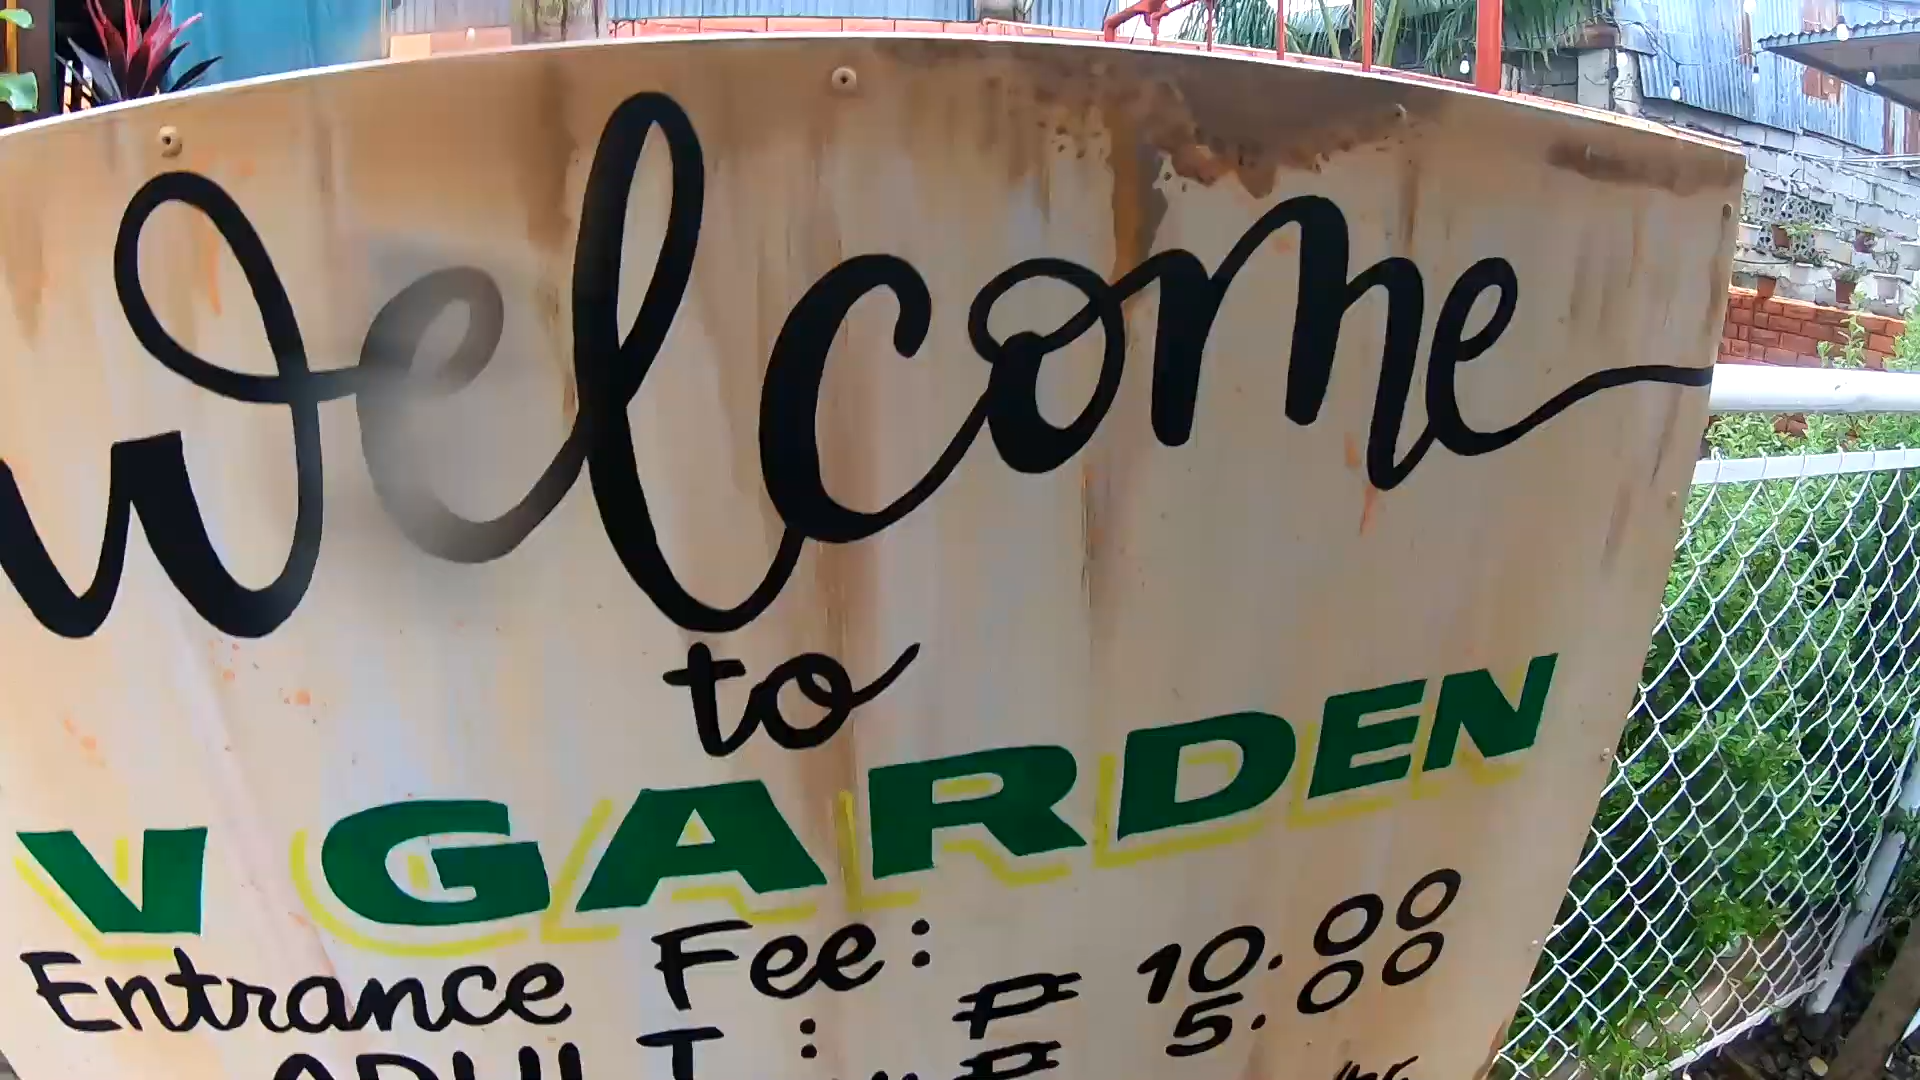 Welcome
to
V GARDEN
Entrance Fee:
ADULT : ₱ 10.00
₱ 5.00